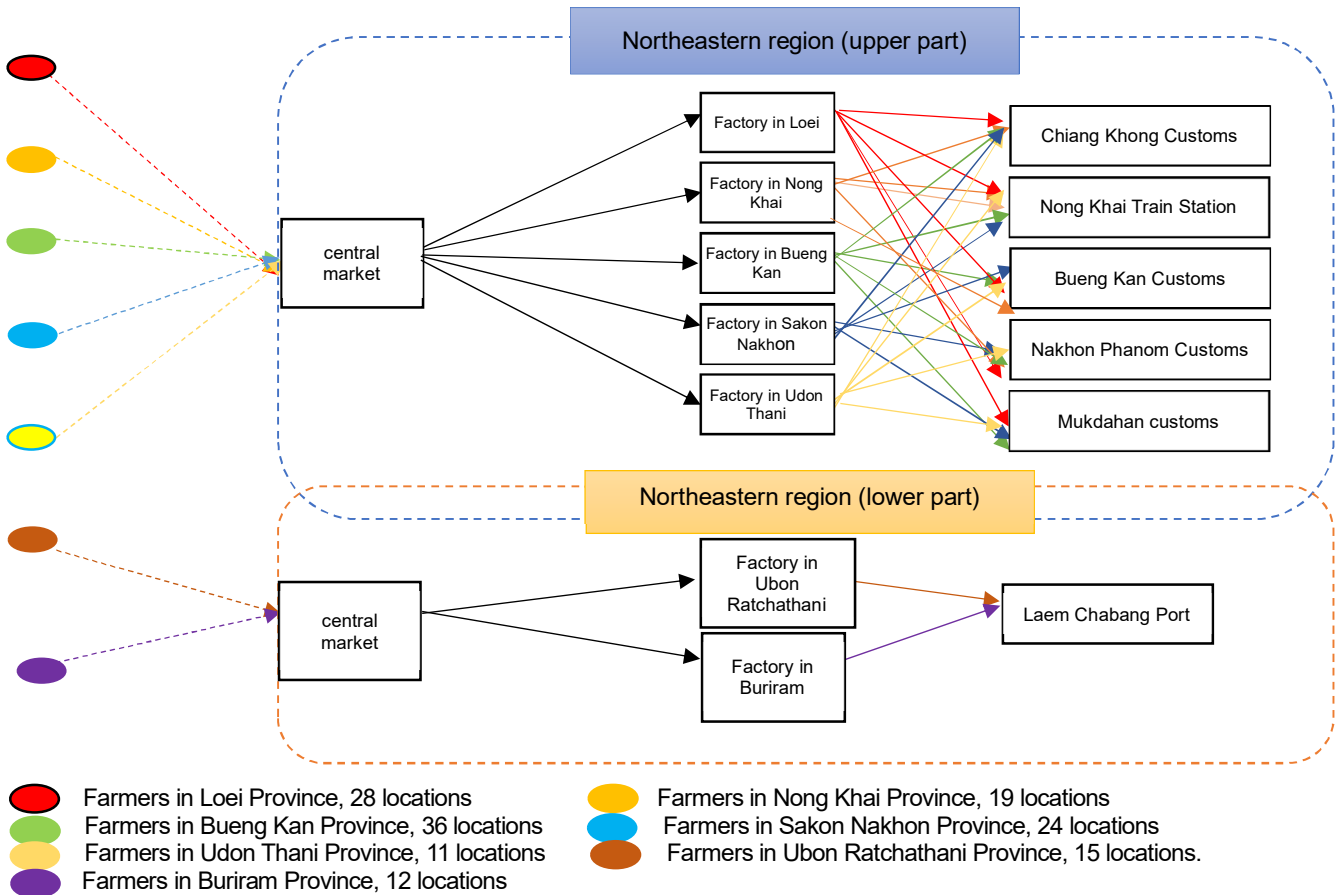 Northeastern region (upper part)
Factory in Loei
Chiang Khong Customs
Factory in Nong
Khai
Nong Khai Train Station
central
market
Factory in Bueng
Kan
Bueng Kan Customs
Factory in Sakon
Nakhon
Nakhon Phanom Customs
Factory in Udon
Thani
Mukdahan customs
Northeastern region (lower part)
Factory in
Ubon
Ratchathani
central
market
Laem Chabang Port
Factory in
Buriram
Farmers in Loei Province, 28 locations
Farmers in Nong Khai Province, 19 locations
Farmers in Bueng Kan Province, 36 locations
Farmers in Sakon Nakhon Province, 24 locations
Farmers in Udon Thani Province, 11 locations
Farmers in Ubon Ratchathani Province, 15 locations.
Farmers in Buriram Province, 12 locations